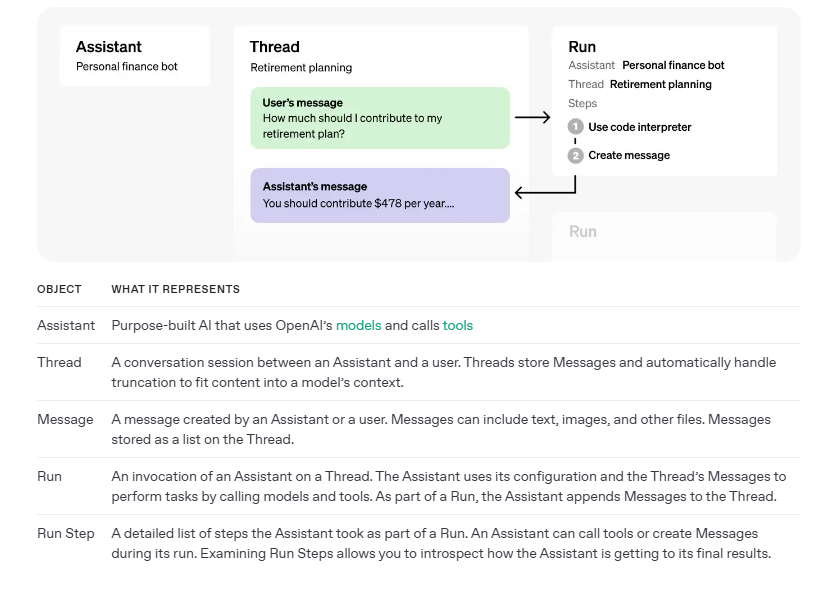 Assistant
Personal finance bot
Thread
Retirement planning
User's message
How much should I contribute to my
retirement plan?
Assistant's message
You should contribute $478 per year....
Run
Assistant Personal finance bot
Thread Retirement planning
Steps
1 Use code interpreter
2 Create message
Run
OBJECT WHAT IT REPRESENTS
Assistant Purpose-built AI that uses OpenAI's models and calls tools
Thread A conversation session between an Assistant and a user. Threads store Messages and automatically handle
truncation to fit content into a model's context.
Message A message created by an Assistant or a user. Messages can include text, images, and other files. Messages
stored as a list on the Thread.
Run An invocation of an Assistant on a Thread. The Assistant uses its configuration and the Thread's Messages to
perform tasks by calling models and tools. As part of a Run, the Assistant appends Messages to the Thread.
Run Step A detailed list of steps the Assistant took as part of a Run. An Assistant can call tools or create Messages
during its run. Examining Run Steps allows you to introspect how the Assistant is getting to its final results.